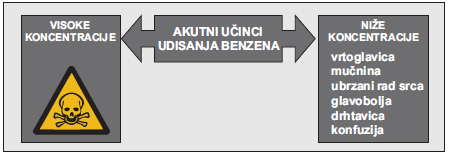 VISOKE
KONCENTRACIJE
AKUTNI UČINCI
UDISANJA BENZENA
NIŽE
KONCENTRACIJE
vrtoglavica
mučnina
ubrzani rad srca
glavobolja
drhtavica
konfuzija